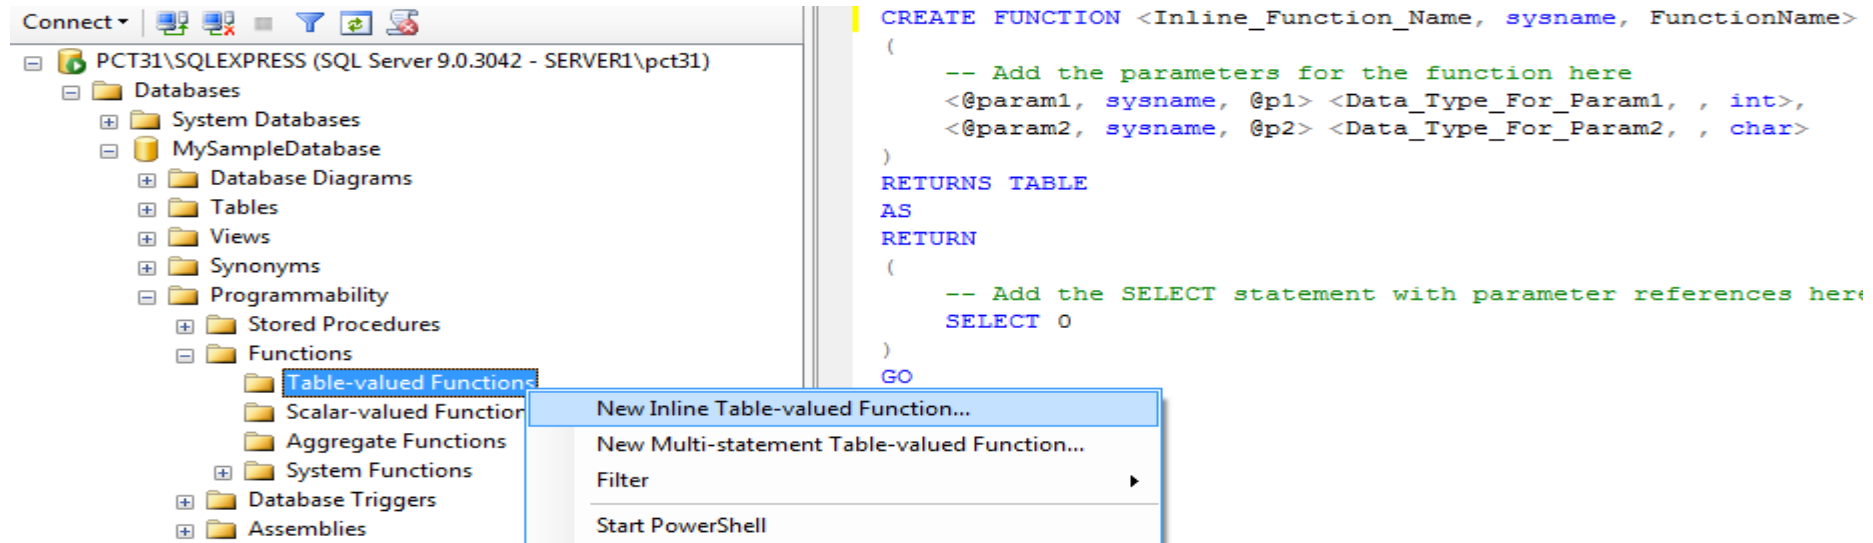 Connect
PCT31\SQLEXPRESS (SQL Server 9.0.3042 - SERVER1\pct31)
Databases
System Databases
MySampleDatabase
Database Diagrams
Tables
Views
Synonyms
Programmability
Stored Procedures
Functions
Table-valued Functions
Scalar-valued Function
Aggregate Functions
System Functions
Database Triggers
Assemblies
New Inline Table-valued Function...
New Multi-statement Table-valued Function...
Filter
Start PowerShell
CREATE FUNCTION <Inline_Function_Name, sysname, FunctionName>
(
-- Add the parameters for the function here
<@param1, sysname, @p1> <Data_Type_For_Param1, , int>,
<@param2, sysname, @p2> <Data_Type_For_Param2, , char>
)
RETURNS TABLE
AS
RETURN
(
-- Add the SELECT statement with parameter references here
SELECT 0
)
GO